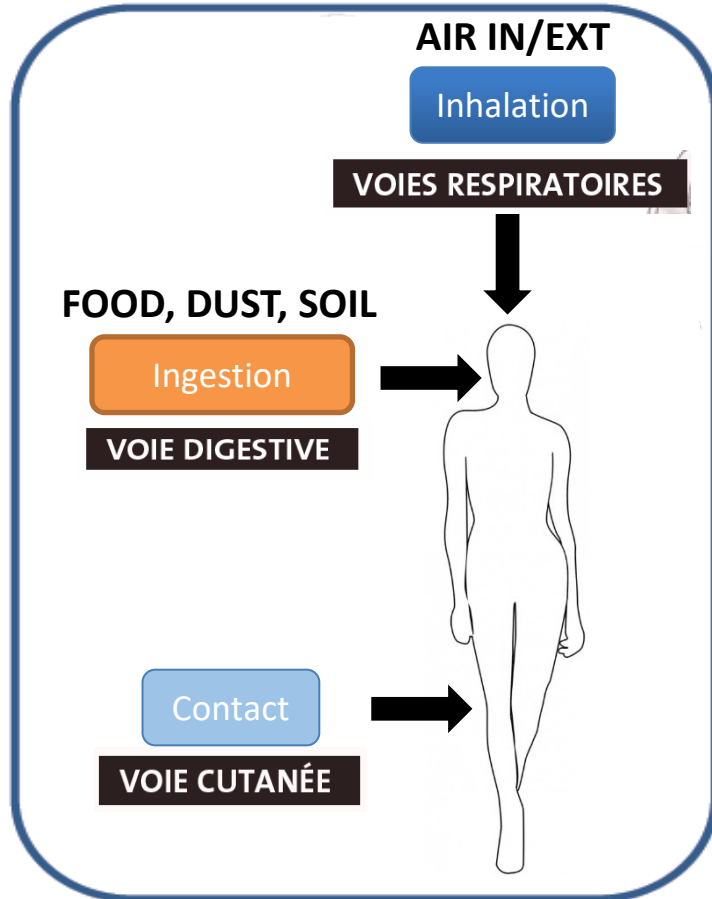 AIR IN/EXT
Inhalation
VOIES RESPIRATOIRES
FOOD, DUST, SOIL
Ingestion
VOIE DIGESTIVE
Contact
VOIE CUTANÉE